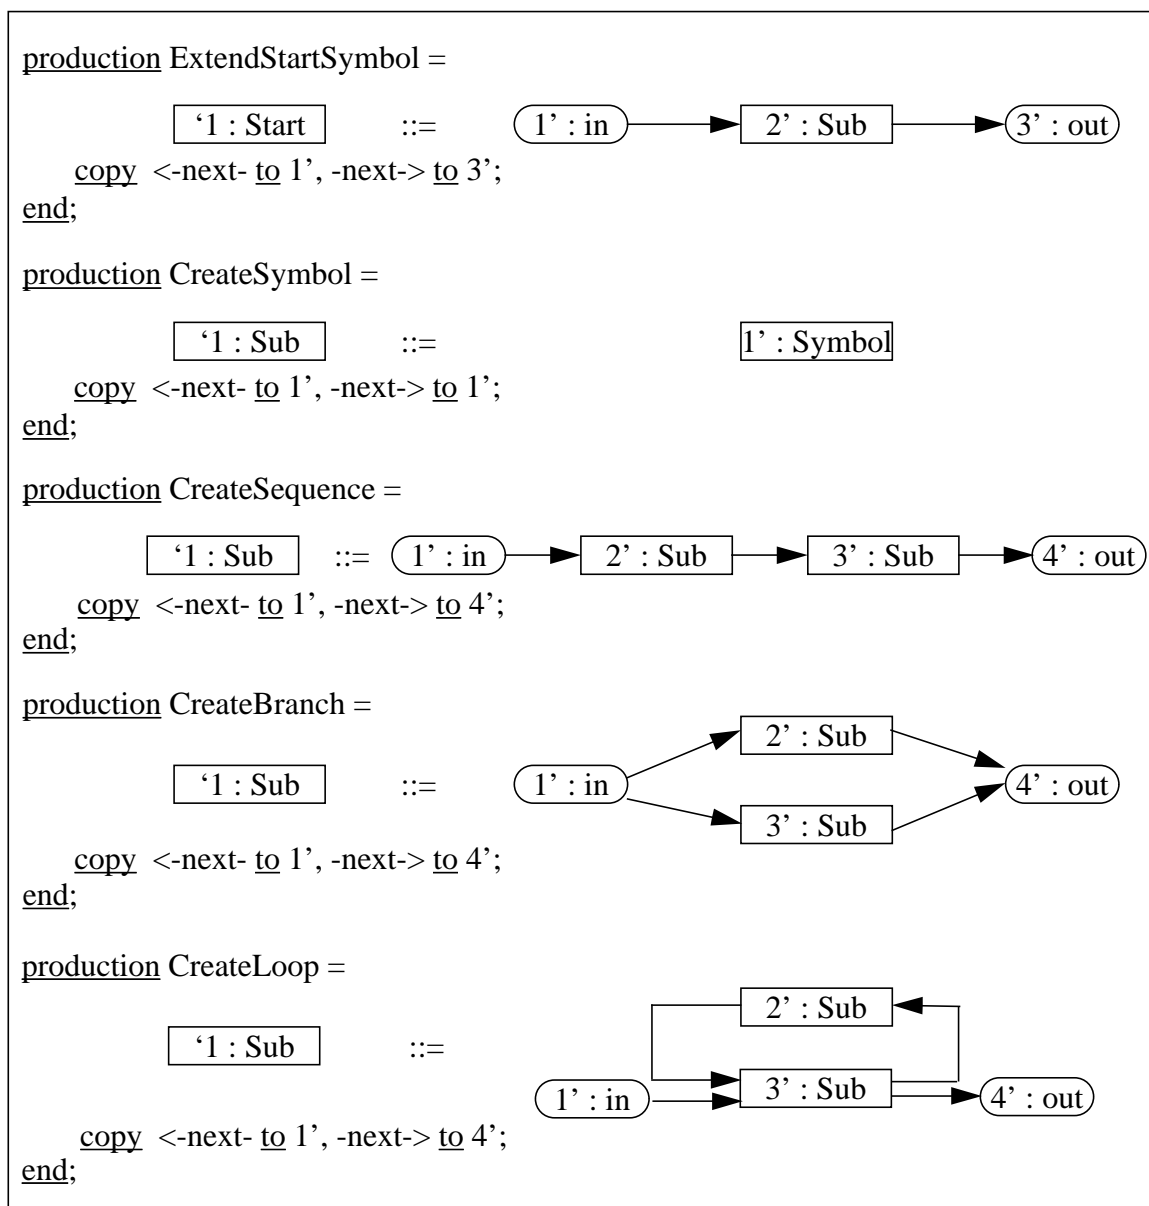 production ExtendStartSymbol =
‘1 : Start ::= 1’ : in 2’ : Sub 3’ : out
copy <-next- to 1’, -next-> to 3’;
end;
production CreateSymbol =
‘1 : Sub ::= 1’ : Symbol
copy <-next- to 1’, -next-> to 1’;
end;
production CreateSequence =
‘1 : Sub ::= 1’ : in 2’ : Sub 3’ : Sub 4’ : out
copy <-next- to 1’, -next-> to 4’;
end;
production CreateBranch =
2’ : Sub
‘1 : Sub ::= 1’ : in 4’ : out
3’ : Sub
copy <-next- to 1’, -next-> to 4’;
end;
production CreateLoop =
2’ : Sub
‘1 : Sub ::=
1’ : in 3’ : Sub 4’ : out
copy <-next- to 1’, -next-> to 4’;
end;